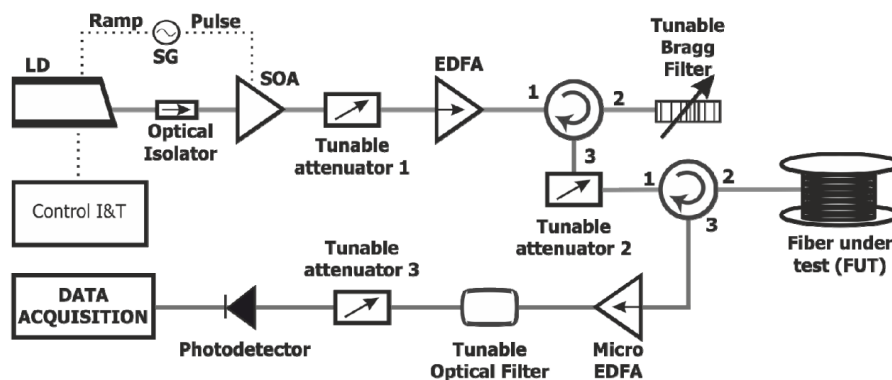 Ramp
Pulse
SG
LD
SOA
EDFA
Tunable
Bragg
Filter
1
2
3
Optical
Isolator
Tunable
attenuator 1
Control I&T
1
2
3
Tunable
attenuator 2
Fiber under
test (FUT)
Tunable
attenuator 3
DATA
ACQUISITION
Photodetector
Tunable
Optical Filter
Micro
EDFA